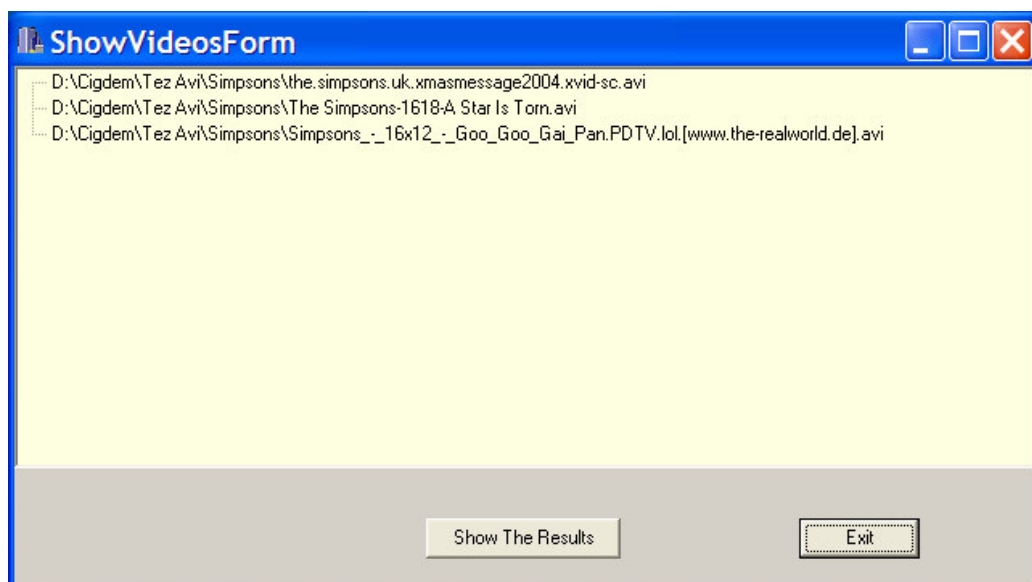 ShowVideosForm
D:\Cigdem\Tez Avi\Simpsons\the.simpsons.uk.xmasmessage2004.xvid-sc.avi
D:\Cigdem\Tez Avi\Simpsons\The Simpsons-1618-A Star Is Torn.avi
D:\Cigdem\Tez Avi\Simpsons\Simpsons_-_16x12_-_Goo_Goo_Gai_Pan.PDTV.lol.[www.the-realworld.de].avi
Show The Results
Exit